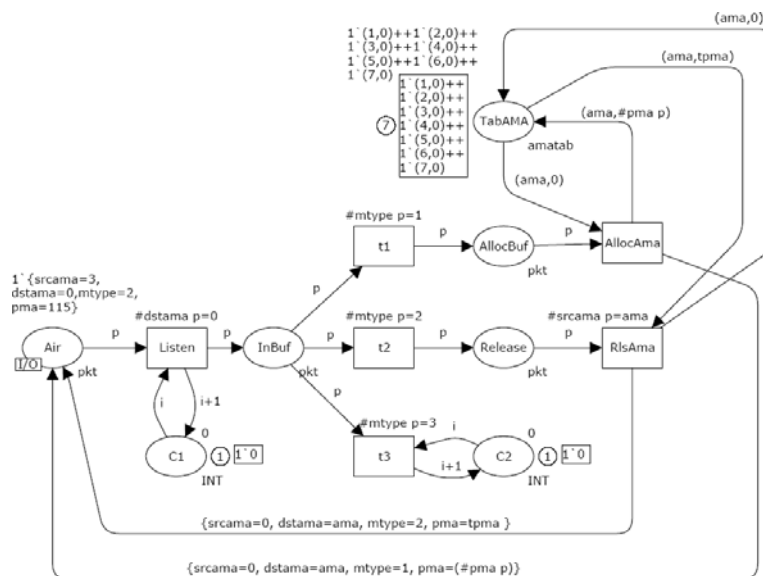 (ama,0)
1`(1,0)++1`(2,0)++
1`(3,0)++1`(4,0)++
1`(5,0)++1`(6,0)++
1`(7,0)
1`(1,0)++
1`(2,0)++
1`(3,0)++
7
1`(4,0)++
1`(5,0)++
1`(6,0)++
1`(7,0)
TabAMA
amatab
(ama,tpma)
(ama,#pma p)
(ama,0)
#mtype p=1
t1
p
AllocBuf
pkt
p
AllocAma
p
1`{srcama=3,
dstama=0,mtype=2,
pma=115}
Air
I/O
pkt
p
#dstama p=0
Listen
p
InBuf
pkt
p
#mtype p=2
t2
p
Release
pkt
p
#srcama p=ama
RlsAma
p
i
i+1
C1
0
1
1`0
INT
#mtype p=3
t3
i
i+1
C2
0
1
1`0
INT
{srcama=0, dstama=ama, mtype=2, pma=tpma }
{srcama=0, dstama=ama, mtype=1, pma=(#pma p)}